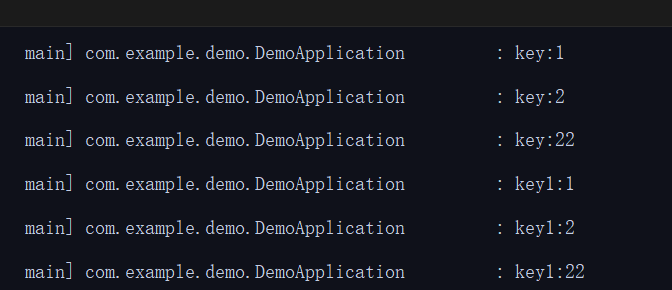 main] com.example.demo.DemoApplication : key:1
main] com.example.demo.DemoApplication : key:2
main] com.example.demo.DemoApplication : key:22
main] com.example.demo.DemoApplication : key1:1
main] com.example.demo.DemoApplication : key1:2
main] com.example.demo.DemoApplication : key1:22